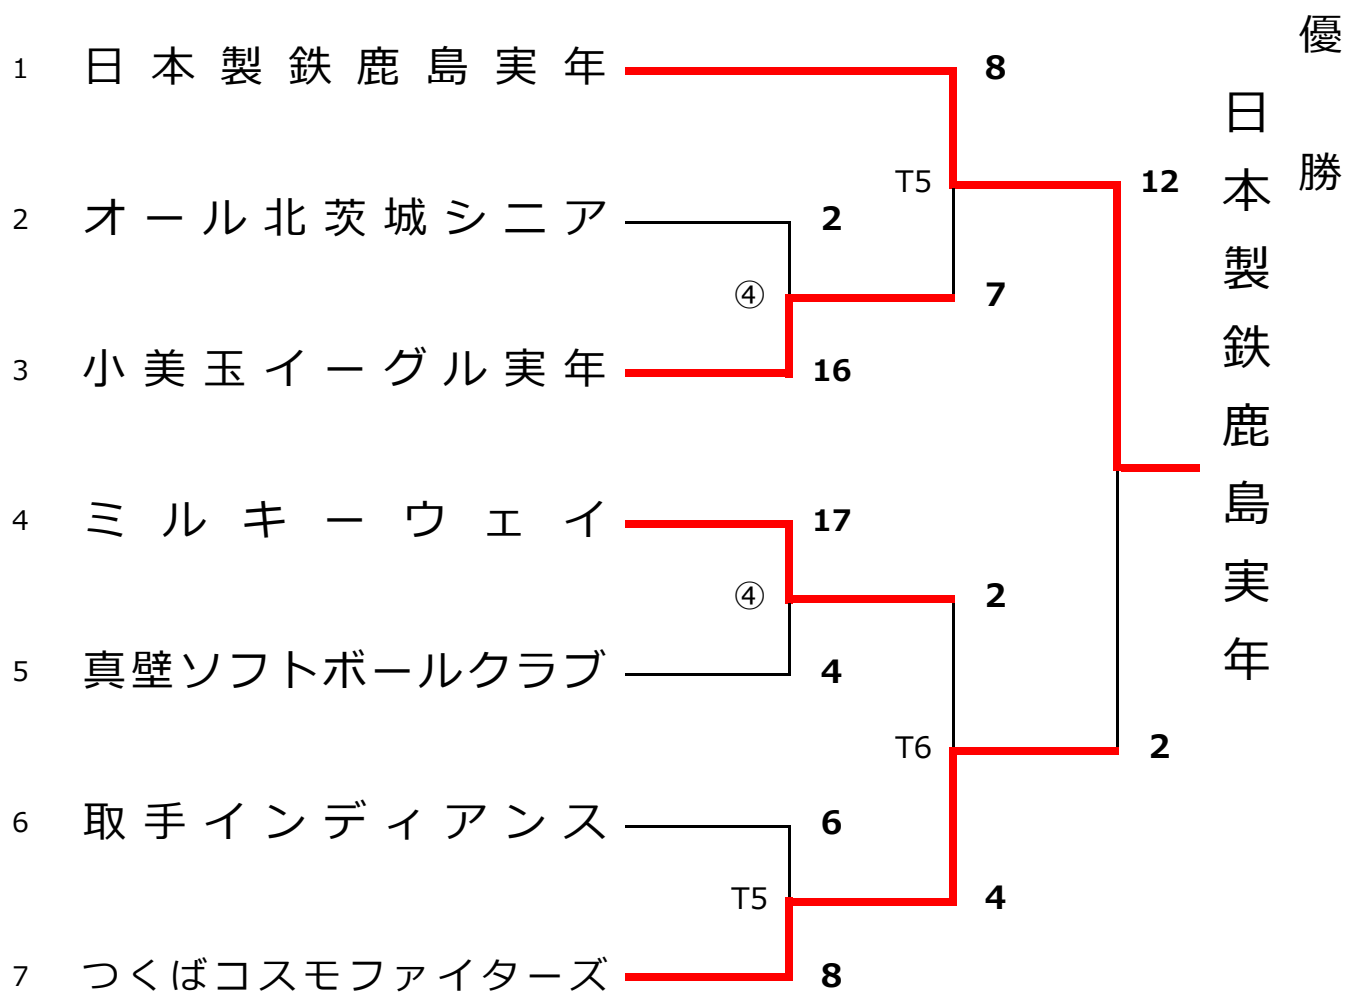 優勝
日本製鉄鹿島実年
1 日本製鉄鹿島実年 8
T5 12
2 オール北茨城シニア 2
④ 7
3 小美玉イーグル実年 16
4 ミルキーウェイ 17
④ 2
5 真壁ソフトボールクラブ 4
T6 2
6 取手インディアンス 6
T5 4
7 つくばコスモファイターズ 8